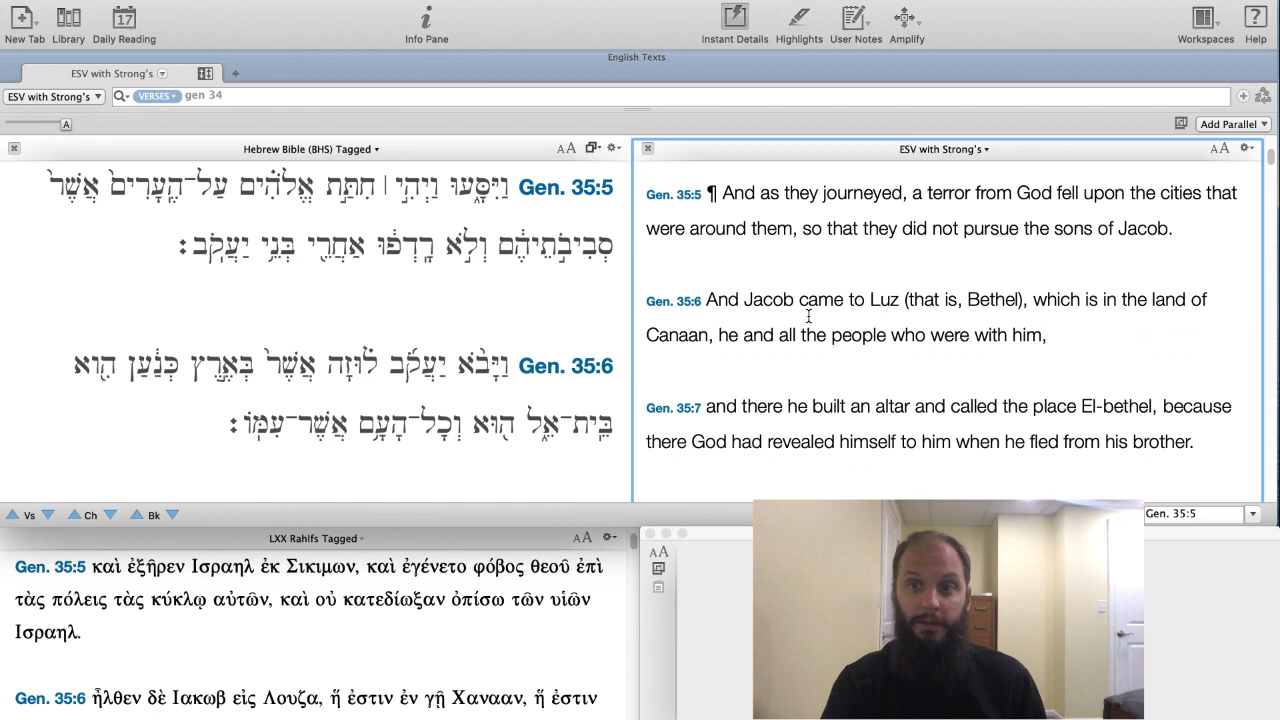 New Tab Library Daily Reading Info Pane Instant Details Highlights User Notes Amplify Workspaces Help
17
English Texts
ESV with Strong's
ESV with Strong's VERSES gen 34
A Add Parallel
Hebrew Bible (BHS) Tagged AA
Gen. 35:5 וַיִּסָּ֑עוּ וַיְהִ֣י ׀ חִתַּ֣ת אֱלֹהִ֗ים עַל־הֶֽעָרִים֙ אֲשֶׁר֙
סְבִיבֹ֣תֵיהֶ֔ם וְלֹ֣א רָֽדְפ֔וּ אַחֲרֵ֖י בְּנֵ֥י יַעֲקֹֽב׃
Gen. 35:6 וַיָּבֹ֨א יַעֲקֹ֜ב ל֗וּזָה אֲשֶׁר֙ בְּאֶ֣רֶץ כְּנַ֔עַן הִ֖וא
בֵּֽית־אֵ֑ל ה֖וּא וְכָל־הָעָ֥ם אֲשֶׁר־עִמּֽוֹ׃
ESV with Strong's AA
Gen. 35:5 ¶ And as they journeyed, a terror from God fell upon the cities that
were around them, so that they did not pursue the sons of Jacob.
Gen. 35:6 And Jacob came to Luz (that is, Bethel), which is in the land of
Canaan, he and all the people who were with him,
Gen. 35:7 and there he built an altar and called the place El-bethel, because
there God had revealed himself to him when he fled from his brother.
Vs Ch Bk Gen. 35:5
LXX Rahlfs Tagged AA
Gen. 35:5 καὶ ἐξῆρεν Ισραηλ ἐκ Σικιμων, καὶ ἐγένετο φόβος θεοῦ ἐπὶ
τὰς πόλεις τὰς κύκλῳ αὐτῶν, καὶ οὐ κατεδίωξαν ὀπίσω τῶν υἱῶν
Ισραηλ.
Gen. 35:6 ἦλθεν δὲ Ιακωβ εἰς Λουζα, ἥ ἐστιν ἐν γῇ Χανααν, ἥ ἐστιν
AA